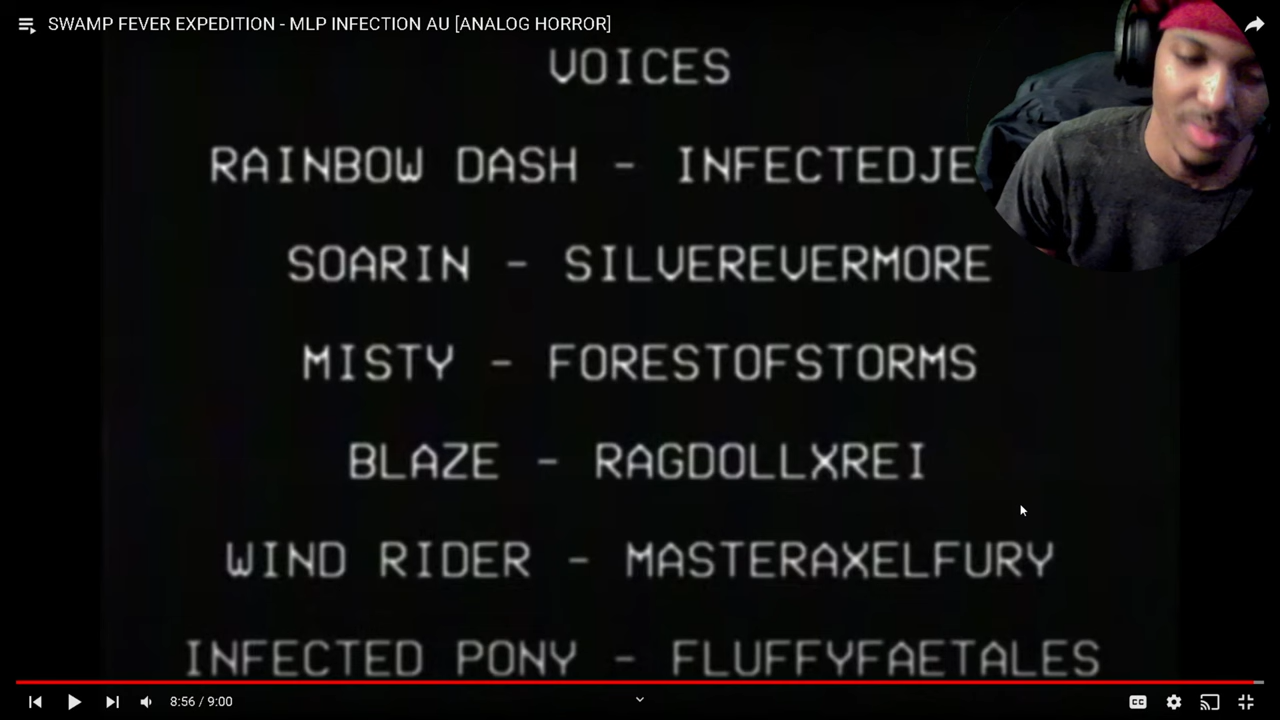 SWAMP FEVER EXPEDITION - MLP INFECTION AU [ANALOG HORROR]
VOICES
RAINBOW DASH - INFECTEDJE
SOARIN - SILVEREVERMORE
MISTY - FORESTOFSTORMS
BLAZE - RAGDOLLXREI
WIND RIDER - MASTERAXELFURY
INFECTED PONY - FLUFFYFAETALES
8:56 / 9:00
CC